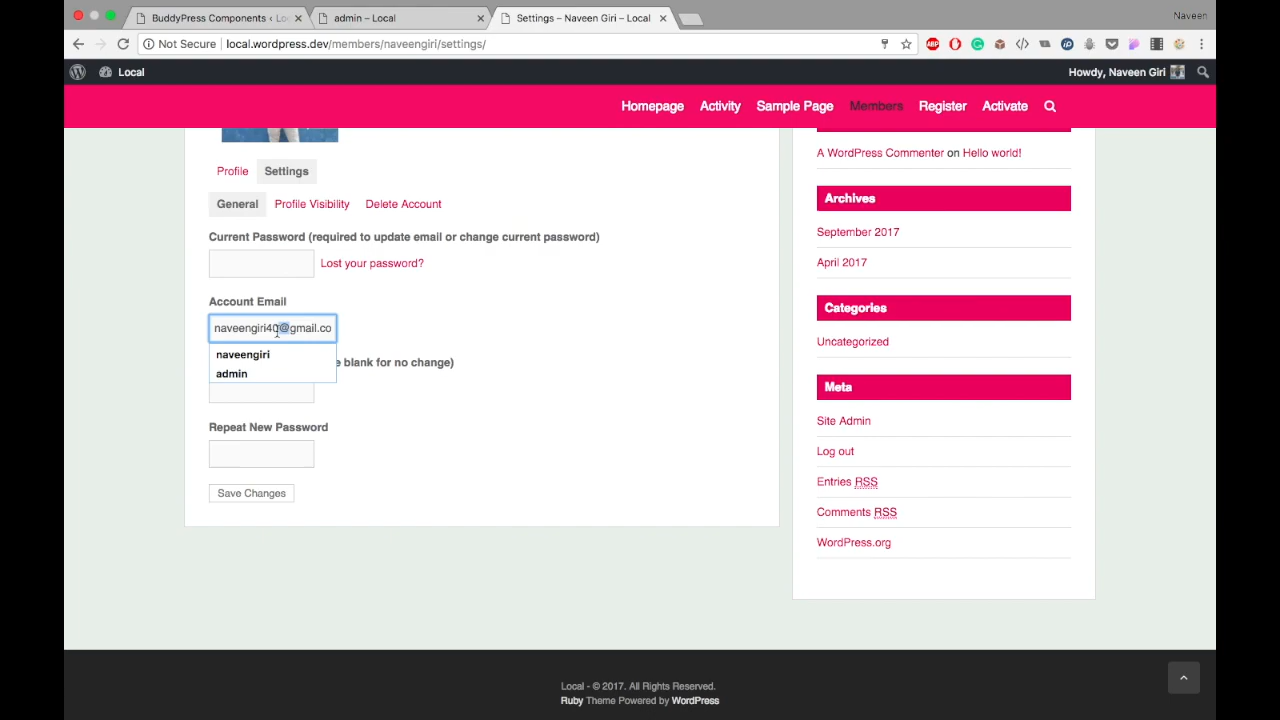 BuddyPress Components ‹ Loc
admin – Local
Settings – Naveen Giri – Local
Naveen
Not Secure
local.wordpress.dev/members/naveengiri/settings/
Local
Howdy, Naveen Giri
Homepage
Activity
Sample Page
Members
Register
Activate
Profile
Settings
General
Profile Visibility
Delete Account
Current Password (required to update email or change current password)
Lost your password?
Account Email
naveengiri40@gmail.co
naveengiri
admin
e blank for no change)
Repeat New Password
Save Changes
A WordPress Commenter on Hello world!
Archives
September 2017
April 2017
Categories
Uncategorized
Meta
Site Admin
Log out
Entries RSS
Comments RSS
WordPress.org
Local - © 2017. All Rights Reserved.
Ruby Theme Powered by WordPress